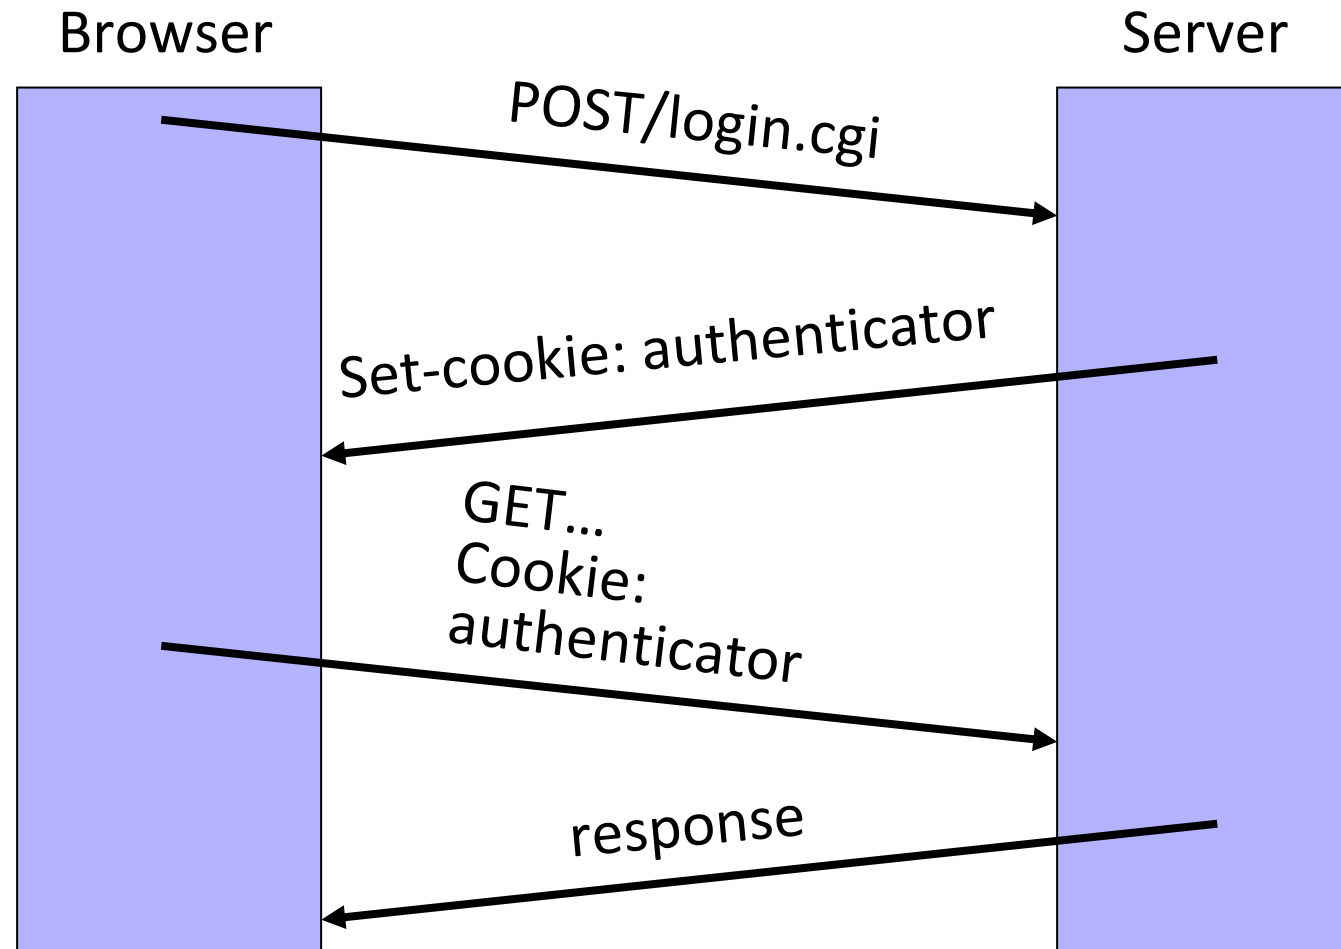 Browser
Server
POST/login.cgi
Set-cookie: authenticator
GET…
Cookie:
authenticator
response